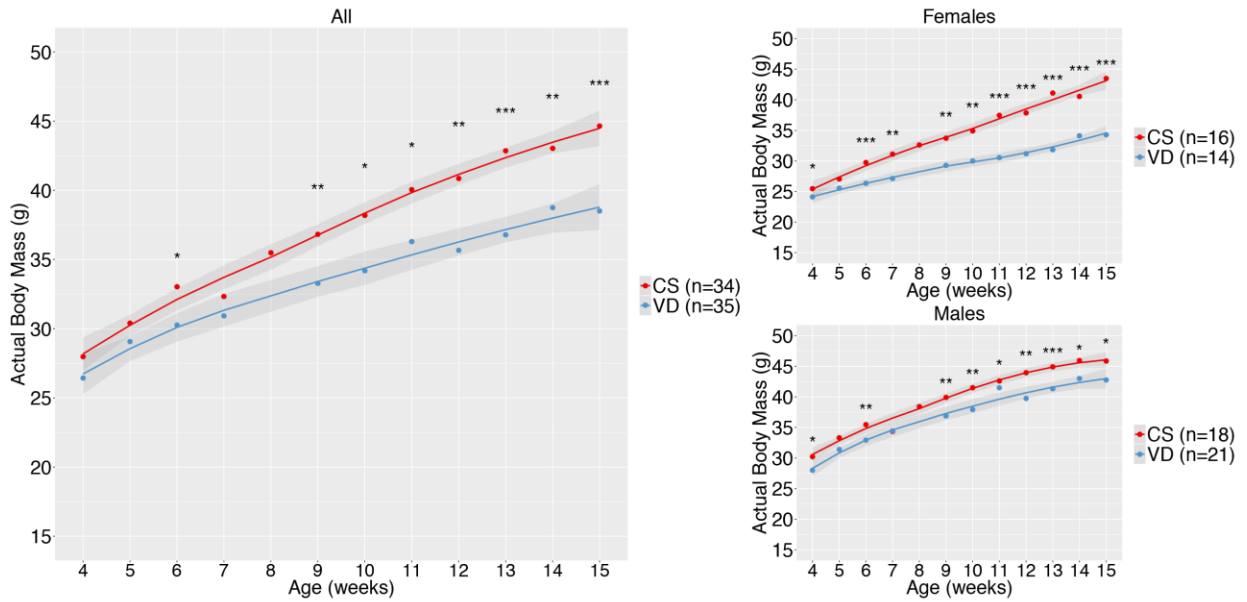 All
Actual Body Mass (g)
50
45
40
35
30
25
20
15
* ** * * ** *** ** ***
4 5 6 7 8 9 10 11 12 13 14 15
Age (weeks)
CS (n=34)
VD (n=35)
Females
Actual Body Mass (g)
50
45
40
35
30
25
20
15
* *** ** ** ** *** *** *** *** ***
4 5 6 7 8 9 10 11 12 13 14 15
Age (weeks)
CS (n=16)
VD (n=14)
Males
Actual Body Mass (g)
50
45
40
35
30
25
20
15
* ** ** ** * ** *** * *
4 5 6 7 8 9 10 11 12 13 14 15
Age (weeks)
CS (n=18)
VD (n=21)